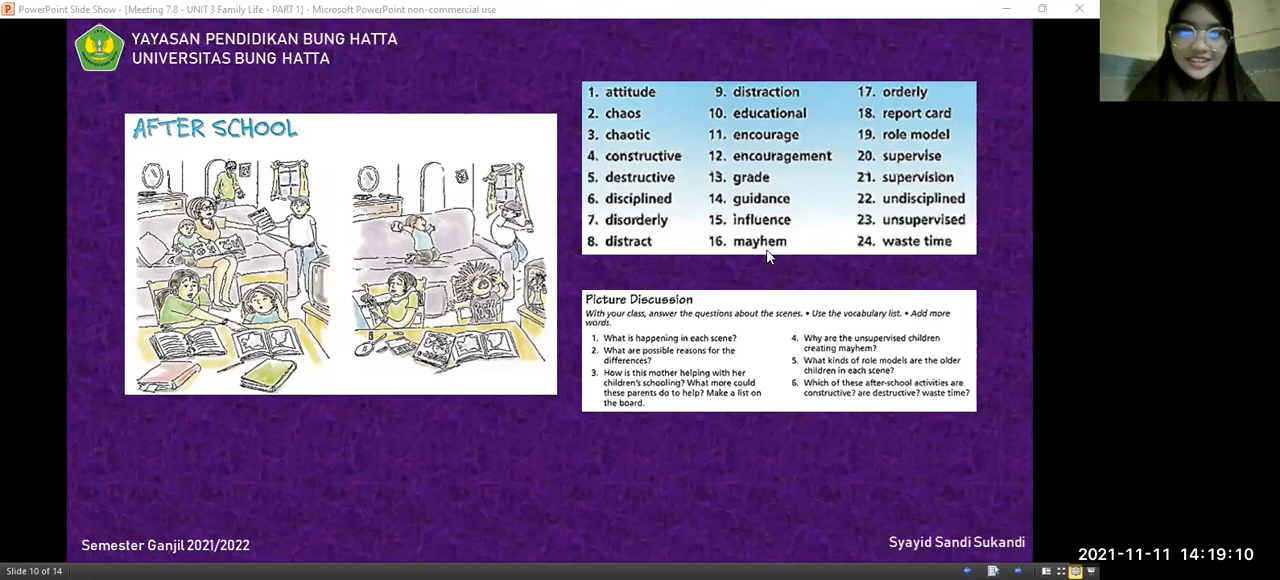 PowerPoint Slide Show - [Meeting 7.8 - UNIT 3 Family Life - PART 1] - Microsoft PowerPoint non-commercial use
YAYASAN PENDIDIKAN BUNG HATTA
UNIVERSITAS BUNG HATTA
AFTER SCHOOL
1. attitude
2. chaos
3. chaotic
4. constructive
5. destructive
6. disciplined
7. disorderly
8. distract
9. distraction
10. educational
11. encourage
12. encouragement
13. grade
14. guidance
15. influence
16. mayhem
17. orderly
18. report card
19. role model
20. supervise
21. supervision
22. undisciplined
23. unsupervised
24. waste time
Picture Discussion
With your class, answer the questions about the scenes. • Use the vocabulary list. • Add more
words.
1. What is happening in each scene?
2. What are possible reasons for the
differences?
3. How is this mother helping with her
children's schooling? What more could
these parents do to help? Make a list on
the board.
4. Why are the unsupervised children
creating mayhem?
5. What kinds of role models are the older
children in each scene?
6. Which of these after-school activities are
constructive? are destructive? waste time?
Semester Ganjil 2021/2022
Syayid Sandi Sukandi
2021-11-11 14:19:10
Slide 10 of 14